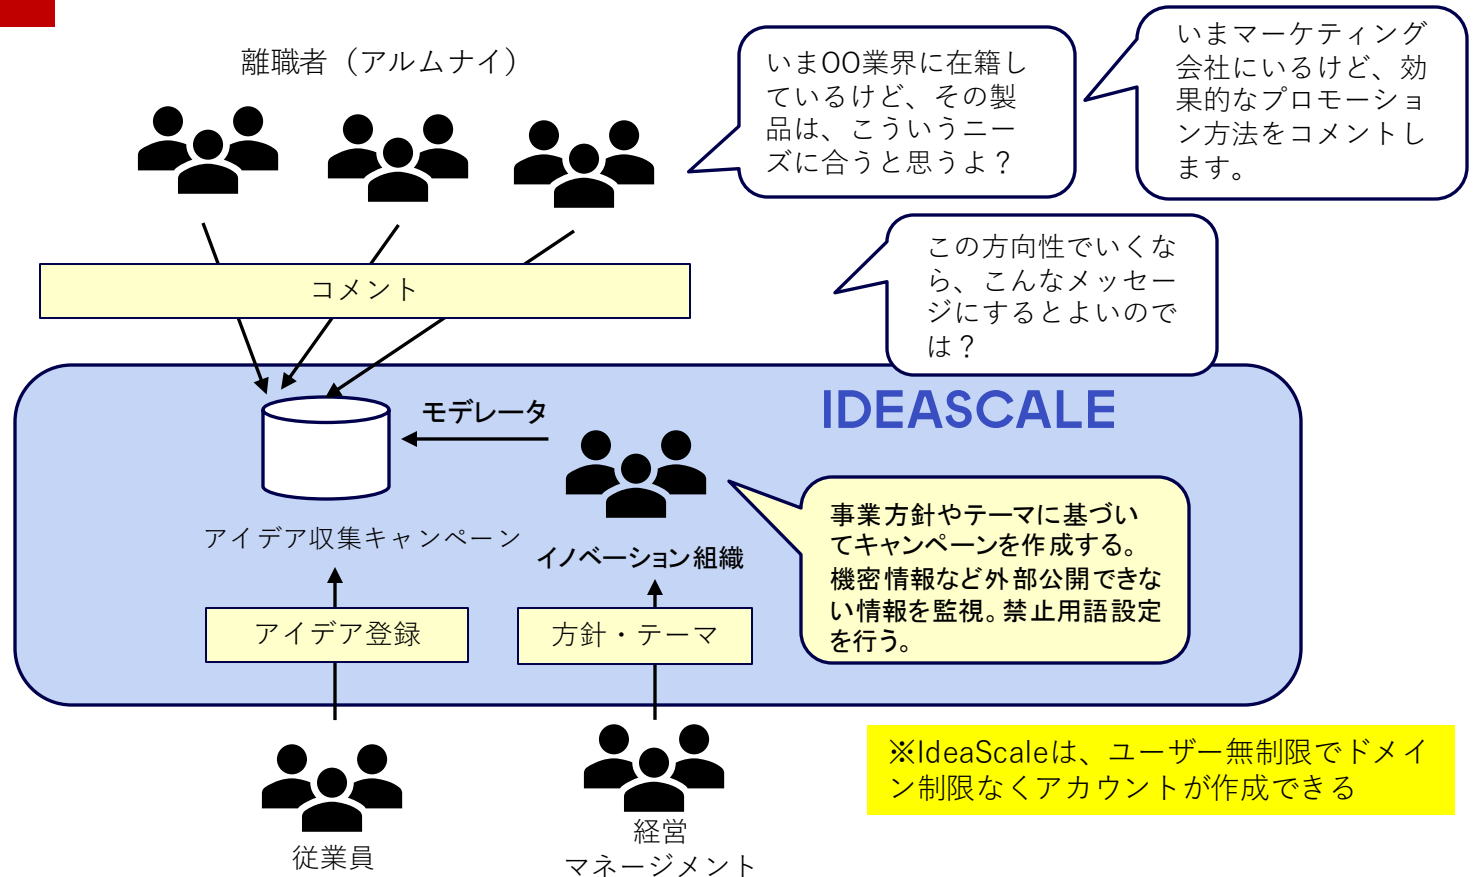 離職者（アルムナイ）
いまOO業界に在籍し
ているけど、その製
品は、こういうニー
ズに合うと思うよ？
いまマーケティング
会社にいるけど、効
果的なプロモーショ
ン方法をコメントし
ます。
この方向性でいくな
ら、こんなメッセー
ジにするとよいので
は？
コメント
IDEASCALE
モデレータ
アイデア収集キャンペーン
イノベーション組織
事業方針やテーマに基づい
てキャンペーンを作成する。
機密情報など外部公開できな
い情報を監視。禁止用語設定
を行う。
アイデア登録
方針・テーマ
※IdeaScaleは、ユーザー無制限でドメイ
ン制限なくアカウントが作成できる
従業員
経営
マネージメント